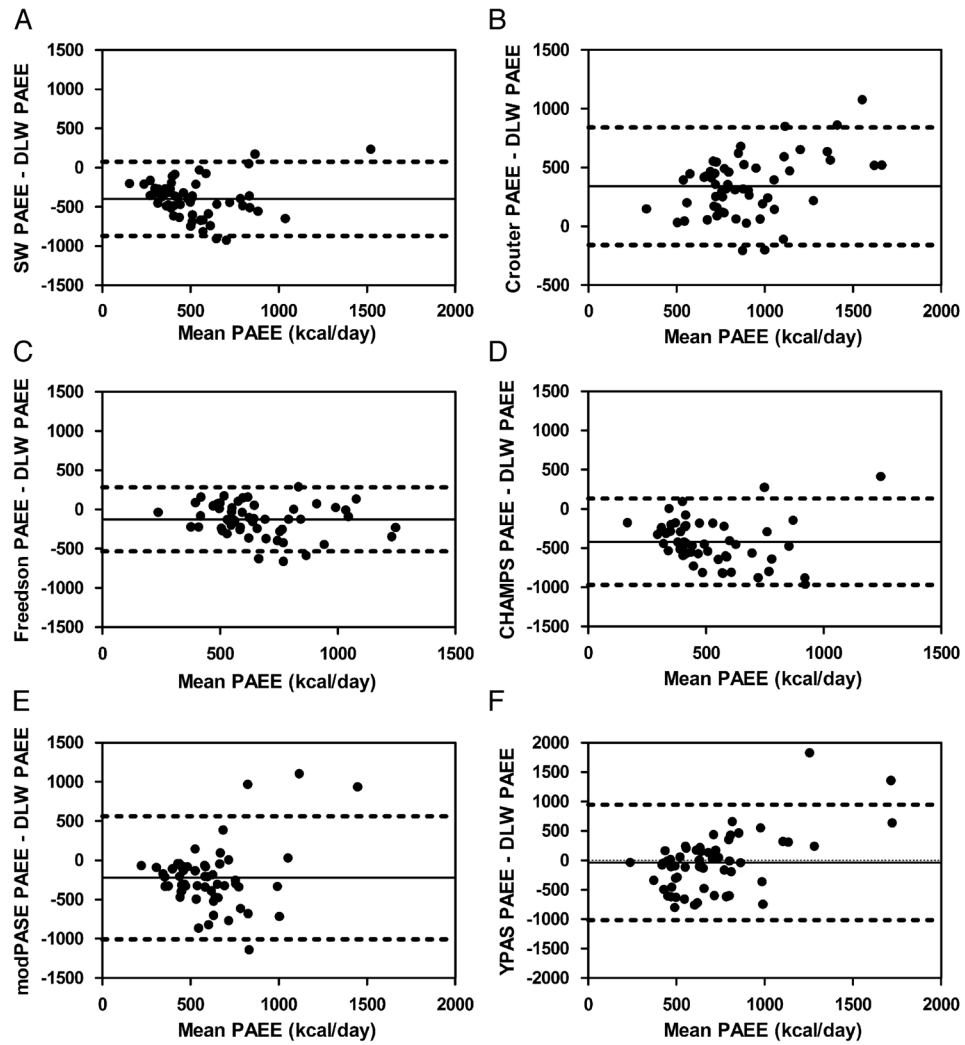 A
SW PAEE - DLW PAEE
1500
1000
500
0
-500
-1000
-1500
0 500 1000 1500 2000
Mean PAEE (kcal/day)
B
Crouter PAEE - DLW PAEE
1500
1000
500
0
-500
0 500 1000 1500 2000
Mean PAEE (kcal/day)
C
Freedson PAEE - DLW PAEE
1500
1000
500
0
-500
-1000
-1500
0 500 1000 1500
Mean PAEE (kcal/day)
D
CHAMPS PAEE - DLW PAEE
1500
1000
500
0
-500
-1000
-1500
0 500 1000 1500
Mean PAEE (kcal/day)
E
modPASE PAEE - DLW PAEE
1500
1000
500
0
-500
-1000
-1500
0 500 1000 1500 2000
Mean PAEE (kcal/day)
F
YPAS PAEE - DLW PAEE
2000
1500
1000
500
0
-500
-1000
-1500
-2000
0 500 1000 1500 2000
Mean PAEE (kcal/day)